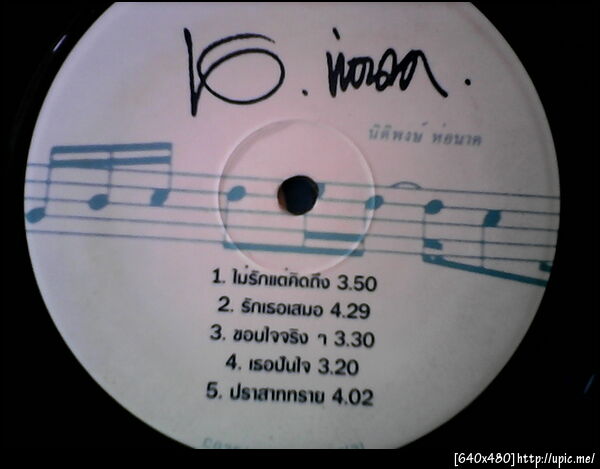 นิติพงษ์ ห่อนาค
1. ไม่รักแต่คิดถึง 3.50
2. รักเธอเสมอ 4.29
3. ขอบใจจริง ๆ 3.30
4. เธอปันใจ 3.20
5. ปราสาททราย 4.02
[640x480]http://upic.me/